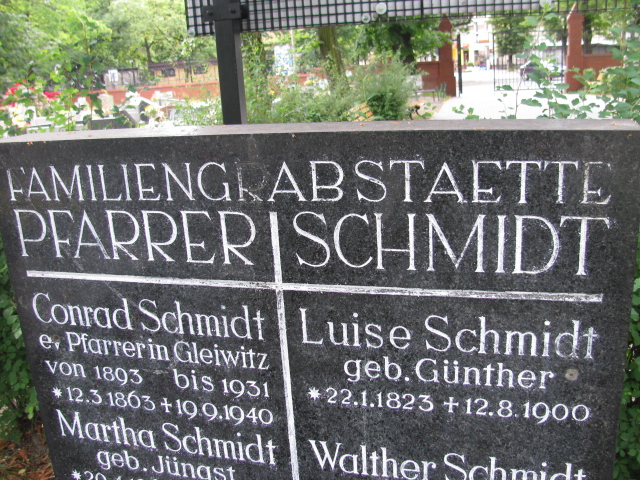 FAMILIENGRABSTAETTE
PFARRER SCHMIDT
Conrad Schmidt
ev. Pfarrer in Gleiwitz
von 1893 bis 1931
* 12.3.1863 + 19.9.1940
Martha Schmidt
geb. Jüngst
Luise Schmidt
geb. Günther
* 22.1.1823 + 12.8.1900
Walther Schmidt